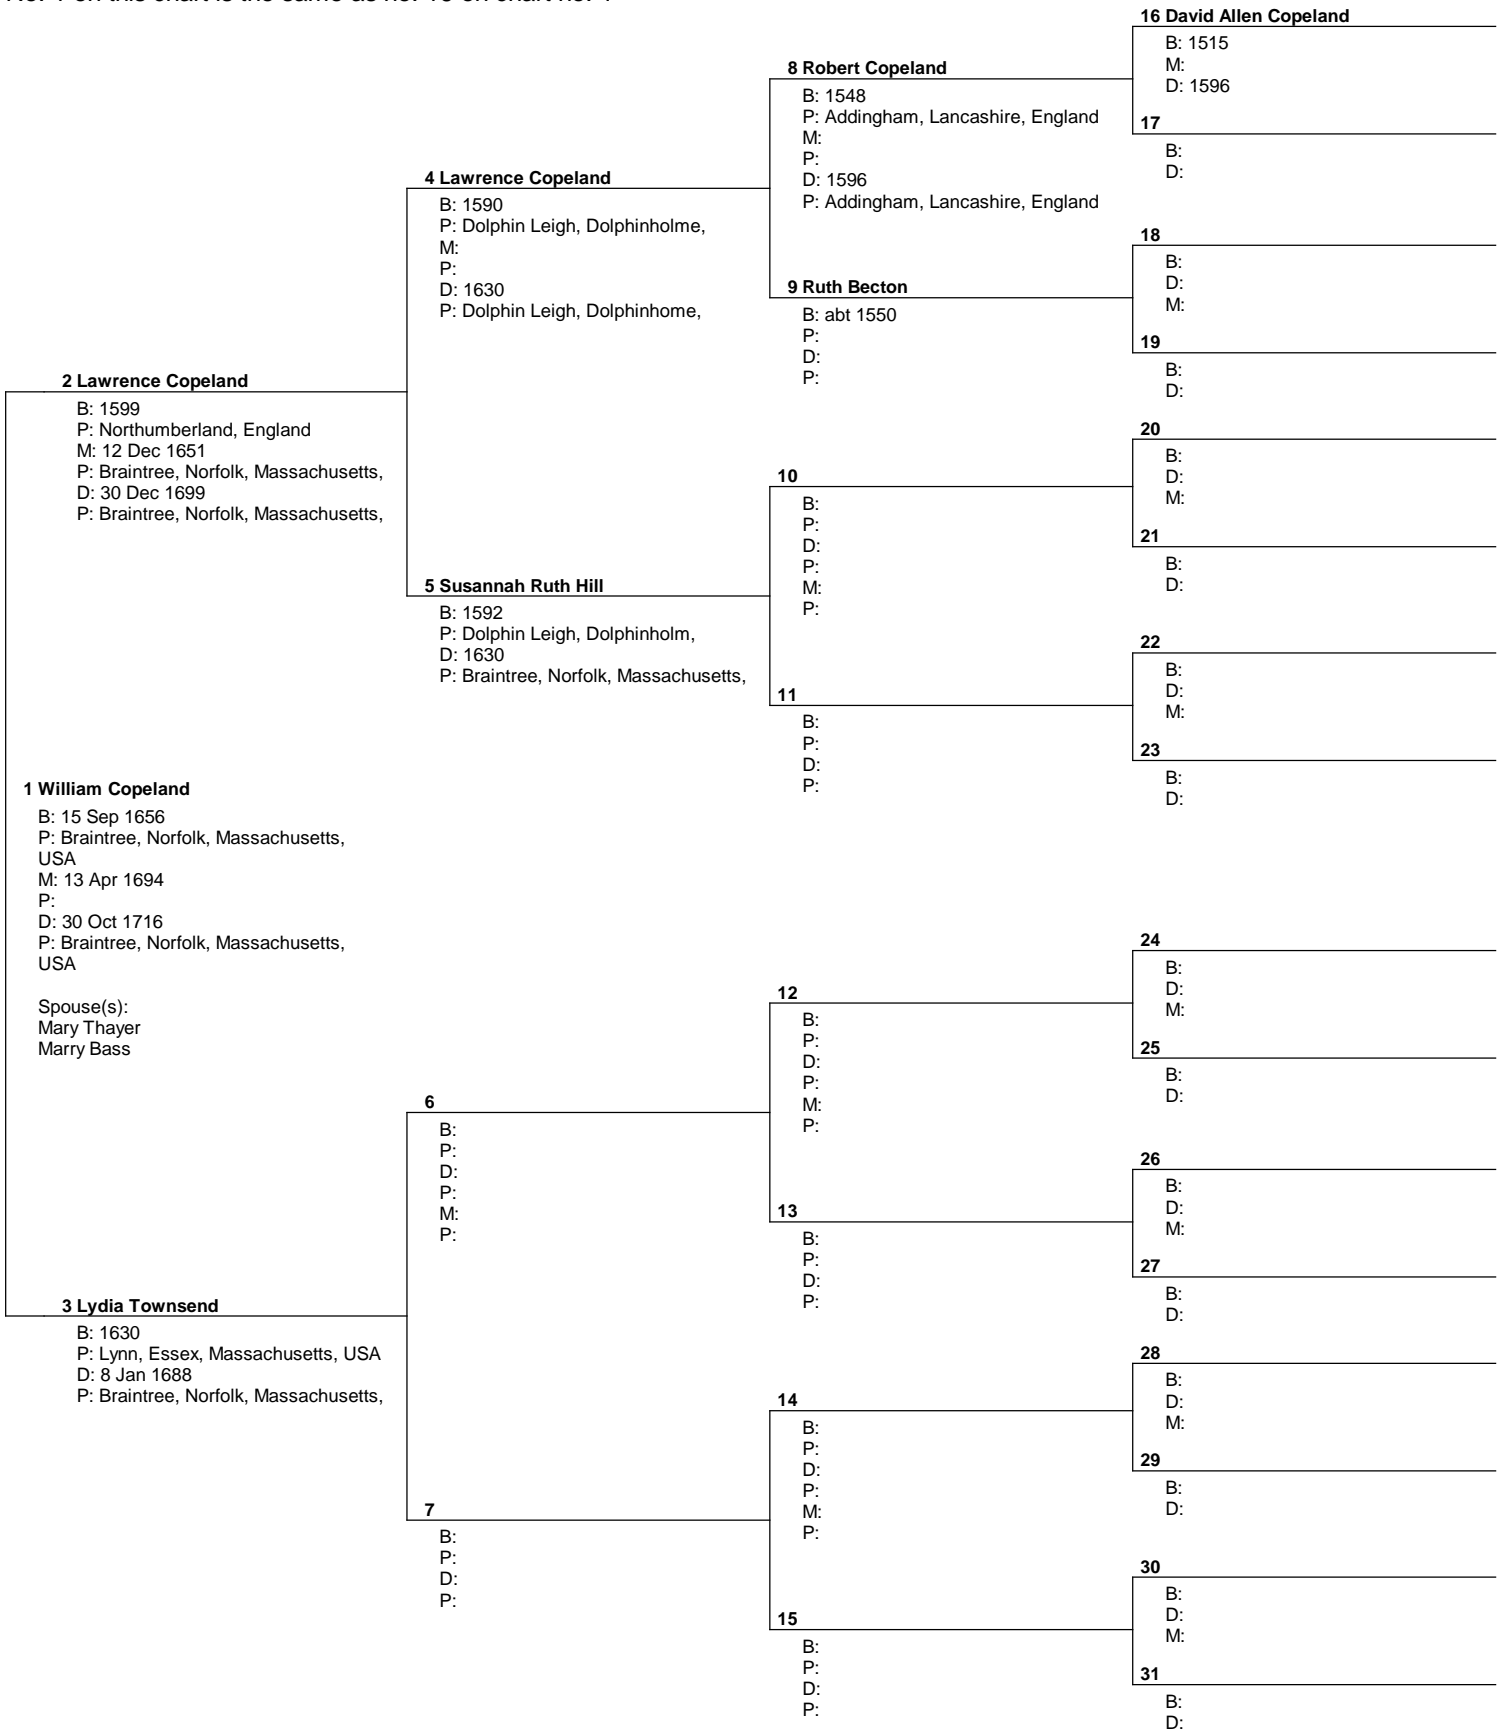 on this chart is the same as no. on chart no.
1 William Copeland
B: 15 Sep 1656
P: Braintree, Norfolk, Massachusetts,
USA
M: 13 Apr 1694
P:
D: 30 Oct 1716
P: Braintree, Norfolk, Massachusetts,
USA
Spouse(s):
Mary Thayer
Marry Bass
2 Lawrence Copeland
B: 1599
P: Northumberland, England
M: 12 Dec 1651
P: Braintree, Norfolk, Massachusetts,
D: 30 Dec 1699
P: Braintree, Norfolk, Massachusetts,
3 Lydia Townsend
B: 1630
P: Lynn, Essex, Massachusetts, USA
D: 8 Jan 1688
P: Braintree, Norfolk, Massachusetts,
4 Lawrence Copeland
B: 1590
P: Dolphin Leigh, Dolphinholme,
M:
P:
D: 1630
P: Dolphin Leigh, Dolphinhome,
5 Susannah Ruth Hill
B: 1592
P: Dolphin Leigh, Dolphinholm,
D: 1630
P: Braintree, Norfolk, Massachusetts,
6
B:
P:
D:
P:
M:
P:
7
B:
P:
D:
P:
8 Robert Copeland
B: 1548
P: Addingham, Lancashire, England
M:
P:
D: 1596
P: Addingham, Lancashire, England
9 Ruth Becton
B: abt 1550
P:
D:
P:
10
B:
P:
D:
P:
M:
P:
11
B:
P:
D:
P:
12
B:
P:
D:
P:
M:
P:
13
B:
P:
D:
P:
14
B:
P:
D:
P:
M:
P:
15
B:
P:
D:
P:
16 David Allen Copeland
B: 1515
M:
D: 1596
17
B:
D:
18
B:
D:
M:
19
B:
D:
20
B:
D:
M:
21
B:
D:
22
B:
D:
M:
23
B:
D:
24
B:
D:
M:
25
B:
D:
26
B:
D:
M:
27
B:
D:
28
B:
D:
M:
29
B:
D:
30
B:
D:
M:
31
B:
D: